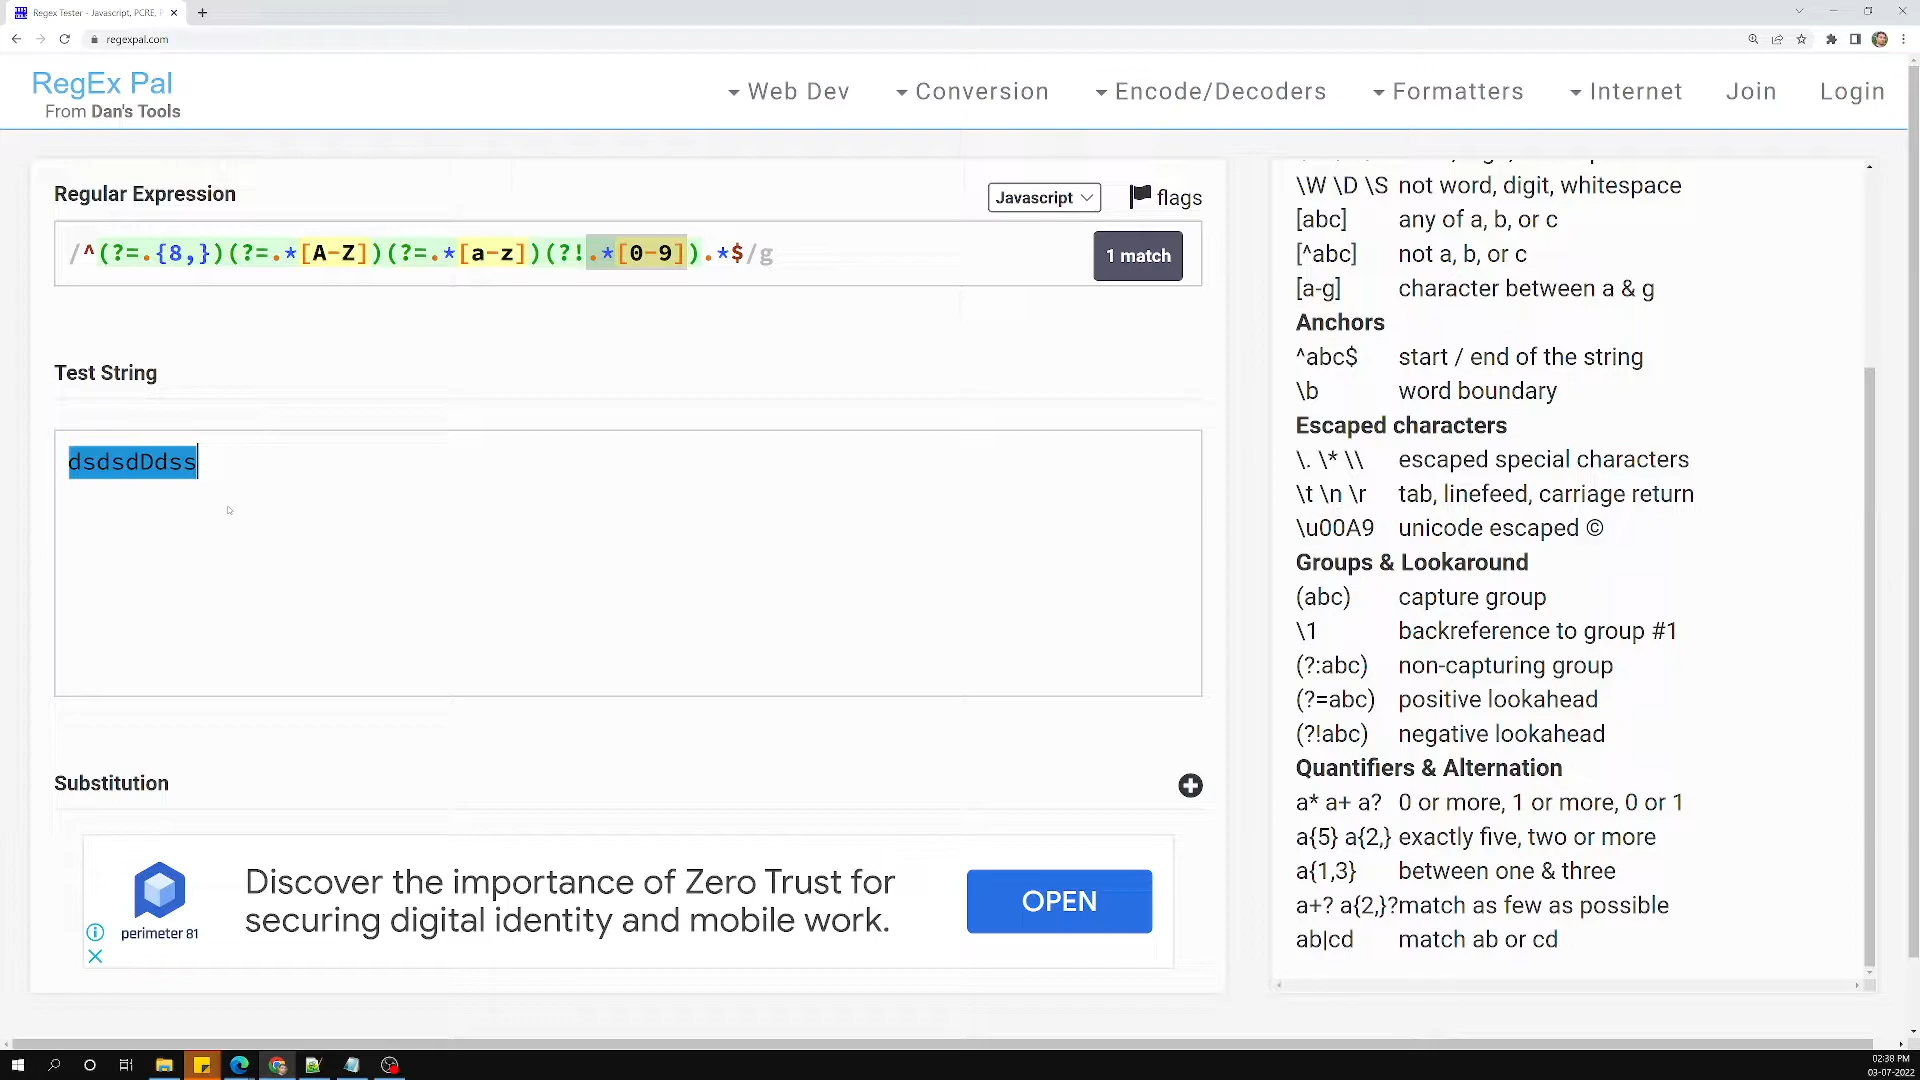 Regex Tester - Javascript, PCRE, P
regexpal.com
RegEx Pal
From Dan's Tools
Web Dev
Conversion
Encode/Decoders
Formatters
Internet
Join
Login
Regular Expression
Javascript
flags
/^(?=.{8,})(?=.*[A-Z])(?=.*[a-z])(?!.*[0-9]).*$/g
1 match
Test String
dsdsdDdss
Substitution
perimeter 81
Discover the importance of Zero Trust for
securing digital identity and mobile work.
OPEN
\W \D \S not word, digit, whitespace
[abc] any of a, b, or c
[^abc] not a, b, or c
[a-g] character between a & g
Anchors
^abc$ start / end of the string
\b word boundary
Escaped characters
\. \* \\ escaped special characters
\t \n \r tab, linefeed, carriage return
\u00A9 unicode escaped ©
Groups & Lookaround
(abc) capture group
\1 backreference to group #1
(?:abc) non-capturing group
(?=abc) positive lookahead
(?!abc) negative lookahead
Quantifiers & Alternation
a* a+ a? 0 or more, 1 or more, 0 or 1
a{5} a{2,} exactly five, two or more
a{1,3} between one & three
a+? a{2,}? match as few as possible
ab|cd match ab or cd
02:38 PM
03-07-2022